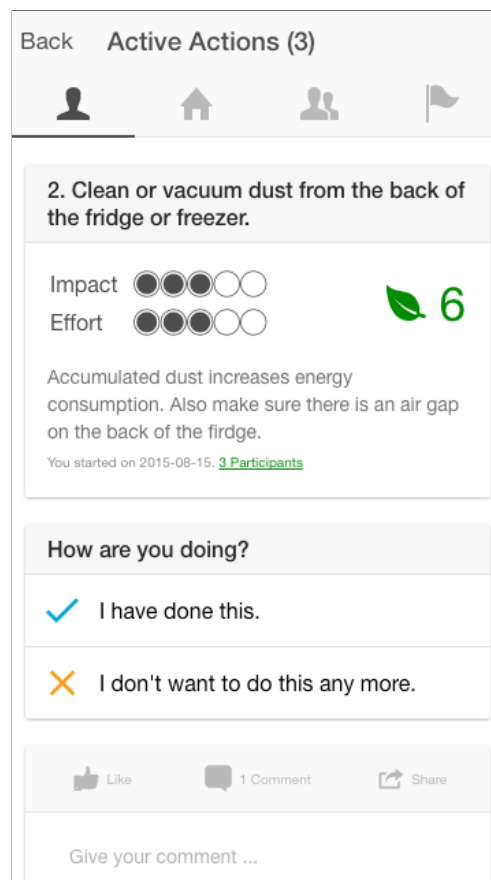 Back Active Actions (3)
2. Clean or vacuum dust from the back of
the fridge or freezer.
Impact
6
Effort
Accumulated dust increases energy
consumption. Also make sure there is an air gap
on the back of the firdge.
You started on 2015-08-15. 3 Participants
How are you doing?
I have done this.
I don't want to do this any more.
Like 1 Comment Share
Give your comment ...